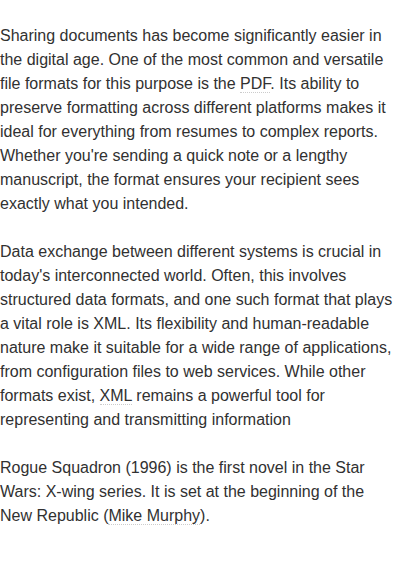 Sharing documents has become significantly easier in
the digital age. One of the most common and versatile
file formats for this purpose is the PDF. Its ability to
preserve formatting across different platforms makes it
ideal for everything from resumes to complex reports.
Whether you're sending a quick note or a lengthy
manuscript, the format ensures your recipient sees
exactly what you intended.

Data exchange between different systems is crucial in
today's interconnected world. Often, this involves
structured data formats, and one such format that plays
a vital role is XML. Its flexibility and human-readable
nature make it suitable for a wide range of applications,
from configuration files to web services. While other
formats exist, XML remains a powerful tool for
representing and transmitting information

Rogue Squadron (1996) is the first novel in the Star
Wars: X-wing series. It is set at the beginning of the
New Republic (Mike Murphy).